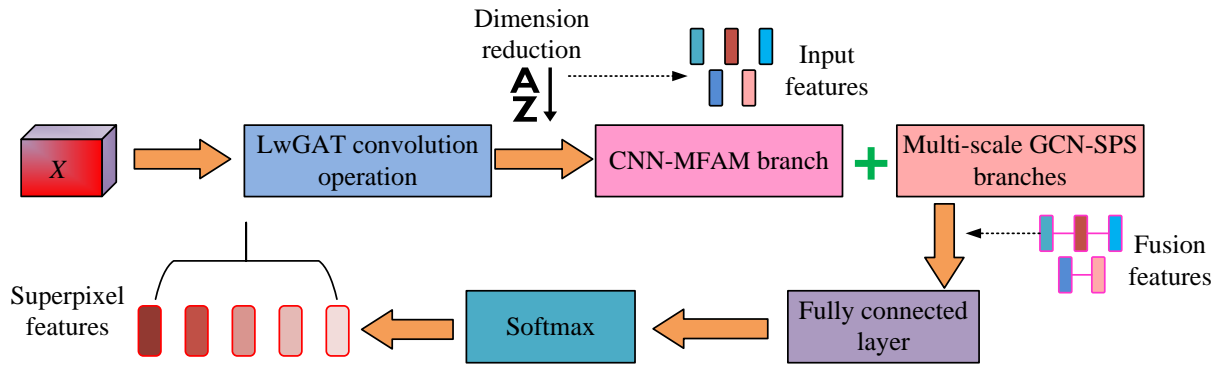 Dimension
reduction
A
Z
Input
features
X
LwGAT convolution
operation
CNN-MFAM branch
+
Multi-scale GCN-SPS
branches
Fusion
features
Superpixel
features
Softmax
Fully connected
layer